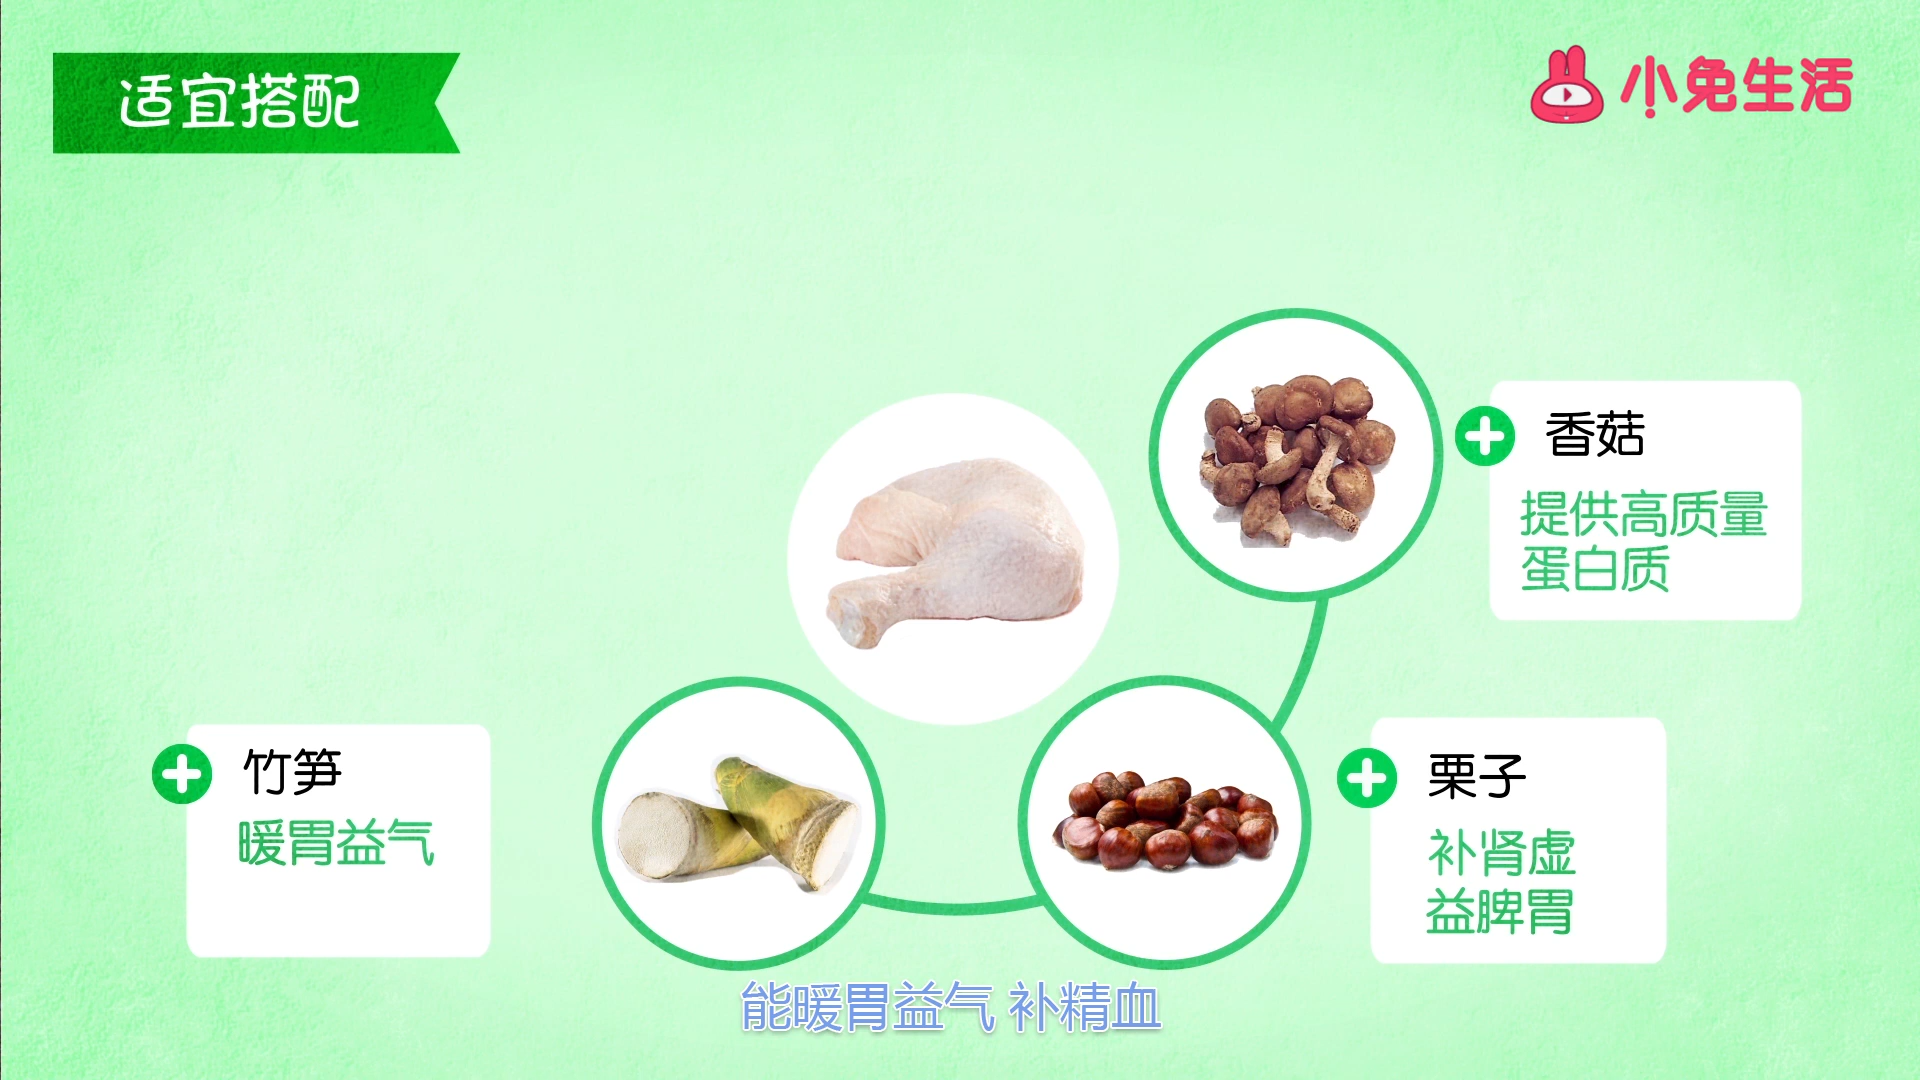 适宜搭配
小兔生活
香菇
提供高质量
蛋白质
竹笋
暖胃益气
栗子
补肾虚
益脾胃
能暖胃益气 补精血